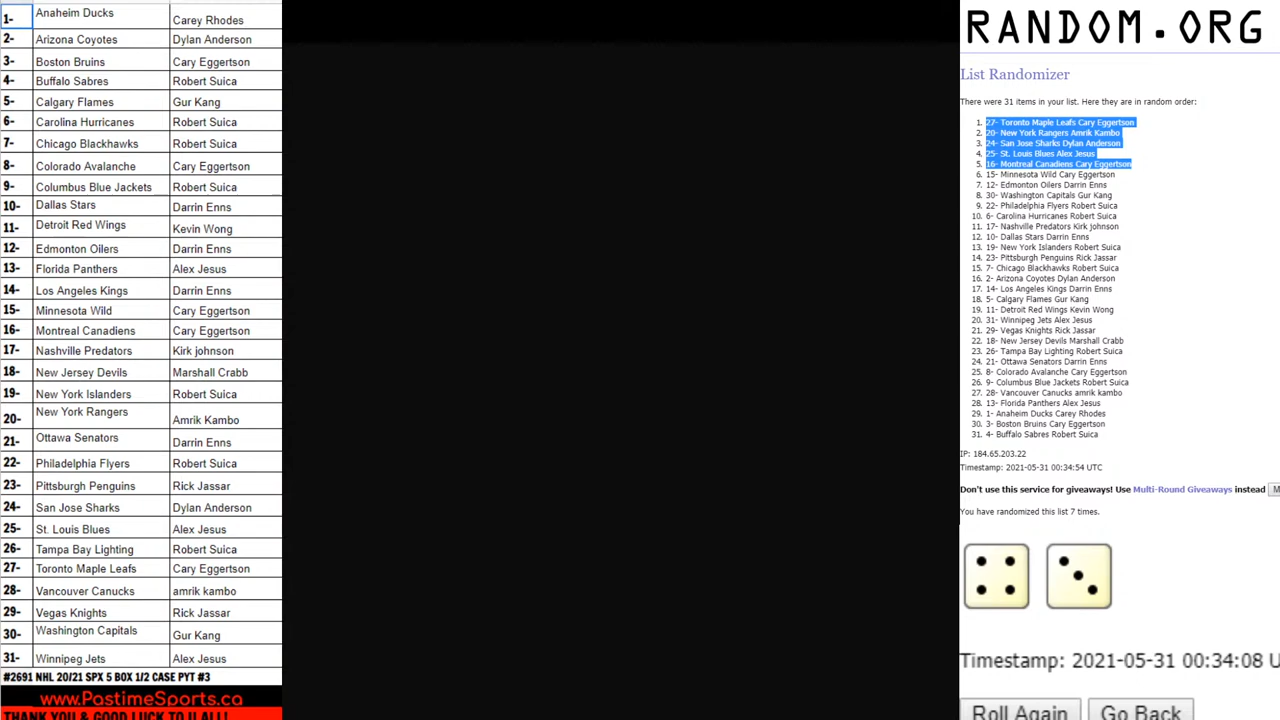 1- Anaheim Ducks Carey Rhodes
2- Arizona Coyotes Dylan Anderson
3- Boston Bruins Cary Eggertson
4- Buffalo Sabres Robert Suica
5- Calgary Flames Gur Kang
6- Carolina Hurricanes Robert Suica
7- Chicago Blackhawks Robert Suica
8- Colorado Avalanche Cary Eggertson
9- Columbus Blue Jackets Robert Suica
10- Dallas Stars Darrin Enns
11- Detroit Red Wings Kevin Wong
12- Edmonton Oilers Darrin Enns
13- Florida Panthers Alex Jesus
14- Los Angeles Kings Darrin Enns
15- Minnesota Wild Cary Eggertson
16- Montreal Canadiens Cary Eggertson
17- Nashville Predators Kirk johnson
18- New Jersey Devils Marshall Crabb
19- New York Islanders Robert Suica
20- New York Rangers Amrik Kambo
21- Ottawa Senators Darrin Enns
22- Philadelphia Flyers Robert Suica
23- Pittsburgh Penguins Rick Jassar
24- San Jose Sharks Dylan Anderson
25- St. Louis Blues Alex Jesus
26- Tampa Bay Lighting Robert Suica
27- Toronto Maple Leafs Cary Eggertson
28- Vancouver Canucks amrik kambo
29- Vegas Knights Rick Jassar
30- Washington Capitals Gur Kang
31- Winnipeg Jets Alex Jesus
#2691 NHL 20/21 SPX 5 BOX 1/2 CASE PYT #3
www.PastimeSports.ca
THANK YOU & GOOD LUCK TO U ALL!
RANDOM.ORG
List Randomizer
There were 31 items in your list. Here they are in random order:
1. 27- Toronto Maple Leafs Cary Eggertson
2. 20- New York Rangers Amrik Kambo
3. 24- San Jose Sharks Dylan Anderson
4. 25- St. Louis Blues Alex Jesus
5. 16- Montreal Canadiens Cary Eggertson
6. 15- Minnesota Wild Cary Eggertson
7. 12- Edmonton Oilers Darrin Enns
8. 30- Washington Capitals Gur Kang
9. 22- Philadelphia Flyers Robert Suica
10. 6- Carolina Hurricanes Robert Suica
11. 17- Nashville Predators Kirk johnson
12. 10- Dallas Stars Darrin Enns
13. 19- New York Islanders Robert Suica
14. 23- Pittsburgh Penguins Rick Jassar
15. 7- Chicago Blackhawks Robert Suica
16. 2- Arizona Coyotes Dylan Anderson
17. 14- Los Angeles Kings Darrin Enns
18. 5- Calgary Flames Gur Kang
19. 11- Detroit Red Wings Kevin Wong
20. 31- Winnipeg Jets Alex Jesus
21. 29- Vegas Knights Rick Jassar
22. 18- New Jersey Devils Marshall Crabb
23. 26- Tampa Bay Lighting Robert Suica
24. 21- Ottawa Senators Darrin Enns
25. 8- Colorado Avalanche Cary Eggertson
26. 9- Columbus Blue Jackets Robert Suica
27. 28- Vancouver Canucks amrik kambo
28. 13- Florida Panthers Alex Jesus
29. 1- Anaheim Ducks Carey Rhodes
30. 3- Boston Bruins Cary Eggertson
31. 4- Buffalo Sabres Robert Suica
IP: 184.65.203.22
Timestamp: 2021-05-31 00:34:54 UTC
Don't use this service for giveaways! Use Multi-Round Giveaways instead M
You have randomized this list 7 times.
Timestamp: 2021-05-31 00:34:08 U
Roll Again Go Back